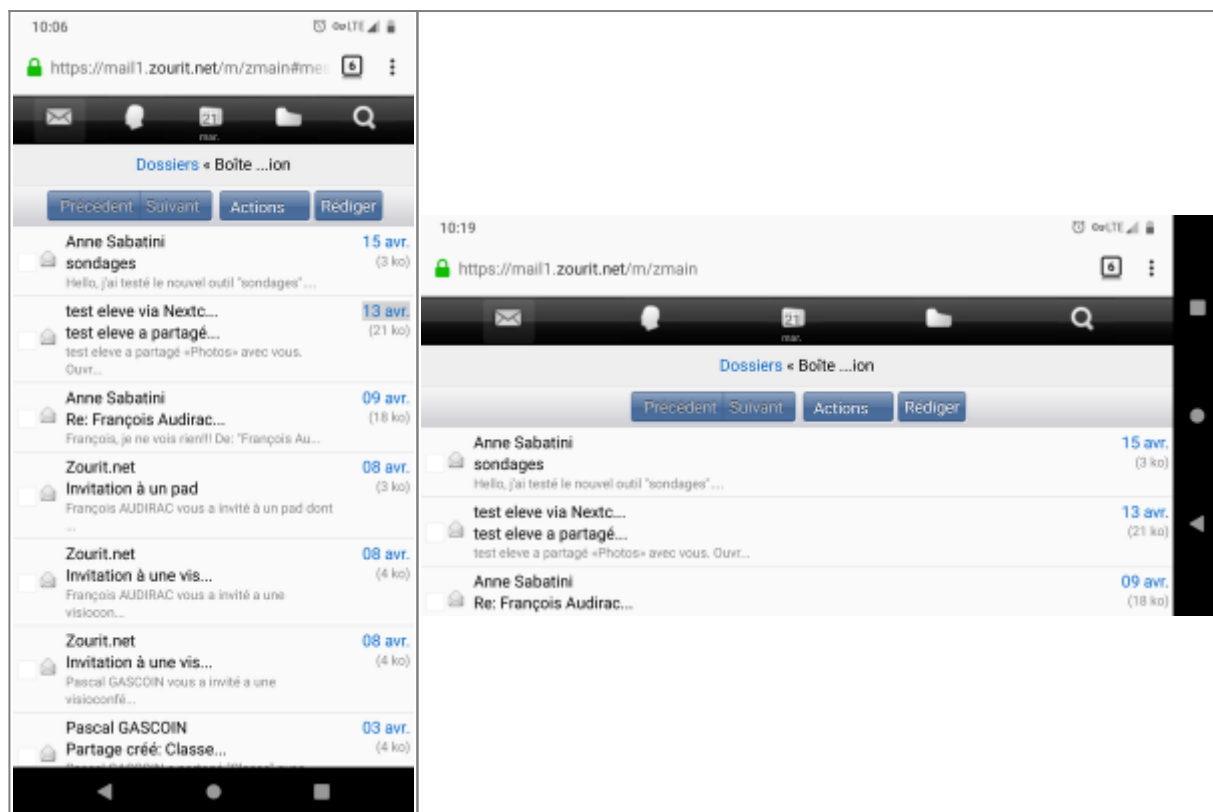 10:06 LTE
https://mail1.zourit.net/m/zmain#mes 6
21
mar.
Dossiers « Boîte ...ion
Précédent Suivant Actions Rédiger
Anne Sabatini 15 avr.
sondages (3 ko)
Hello, j'ai testé le nouvel outil "sondages"....
test eleve via Nextc... 13 avr.
test eleve a partagé... (21 ko)
test eleve a partagé «Photos» avec vous.
Ouvr...
Anne Sabatini 09 avr.
Re: François Audirac... (18 ko)
François, je ne vois rien!!! De: "François Au...
Zourit.net 08 avr.
Invitation à un pad (3 ko)
François AUDIRAC vous a invité à un pad dont
...
Zourit.net 08 avr.
Invitation à une vis... (4 ko)
François AUDIRAC vous a invité a une
visiocon...
Zourit.net 08 avr.
Invitation à une vis... (4 ko)
Pascal GASCOIN vous a invité a une
visioconfé...
Pascal GASCOIN 03 avr.
Partage créé: Classe... (4 ko)
10:19 LTE
https://mail1.zourit.net/m/zmain 6
21
mar.
Dossiers « Boîte ...ion
Précédent Suivant Actions Rédiger
Anne Sabatini 15 avr.
sondages (3 ko)
Hello, j'ai testé le nouvel outil "sondages"....
test eleve via Nextc... 13 avr.
test eleve a partagé... (21 ko)
test eleve a partagé «Photos» avec vous. Ouvr...
Anne Sabatini 09 avr.
Re: François Audirac... (18 ko)